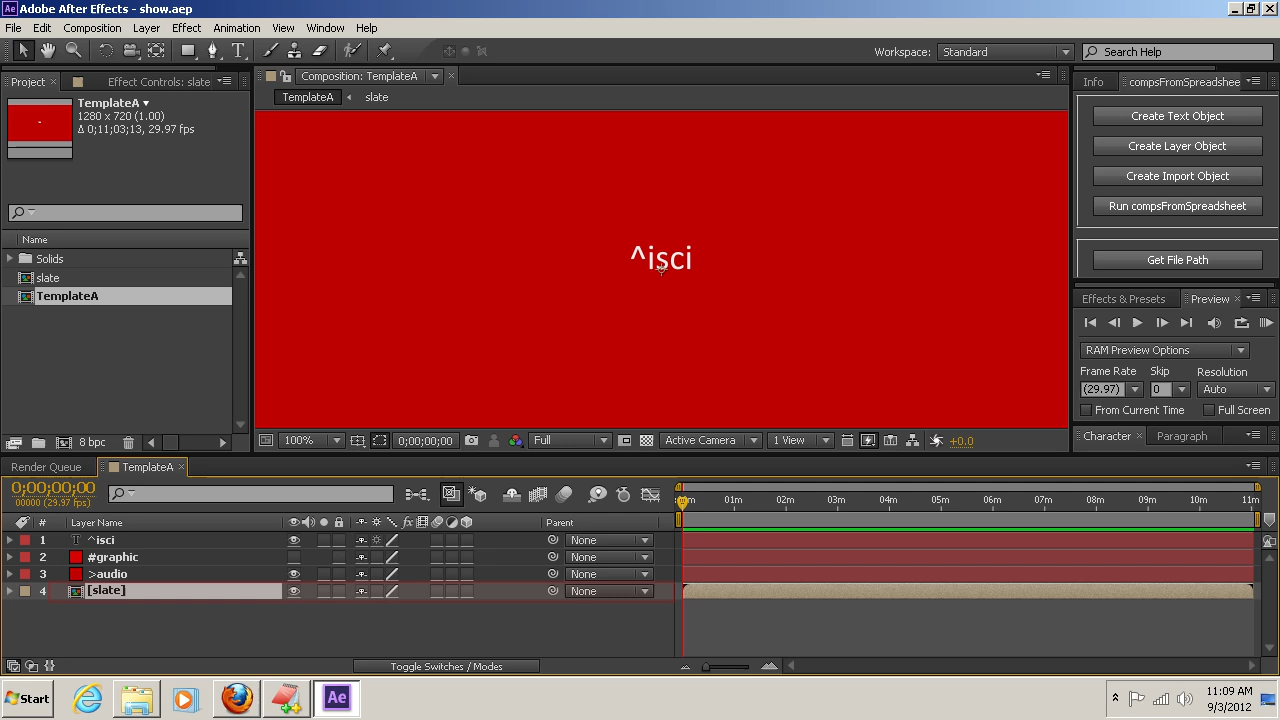 Adobe After Effects - show.aep
File Edit Composition Layer Effect Animation View Window Help
Workspace: Standard Search Help
Project Effect Controls: slate
TemplateA
1280 x 720 (1.00)
Δ 0;11;03;13, 29.97 fps
Name
Solids
slate
TemplateA
8 bpc
Composition: TemplateA
TemplateA slate
^isci
100% 0;00;00;00 Full Active Camera 1 View +0.0
Info compsFromSpreadshee
Create Text Object
Create Layer Object
Create Import Object
Run compsFromSpreadsheet
Get File Path
Effects & Presets Preview
RAM Preview Options
Frame Rate Skip Resolution
(29.97) 0 Auto
From Current Time Full Screen
Character Paragraph
Render Queue TemplateA
0;00;00;00
00000 (29.97 fps)
01m 02m 03m 04m 05m 06m 07m 08m 09m 10m 11m
# Layer Name Parent
1 T ^isci None
2 #graphic None
3 >audio None
4 [slate] None
Toggle Switches / Modes
Start Ae 11:09 AM
9/3/2012